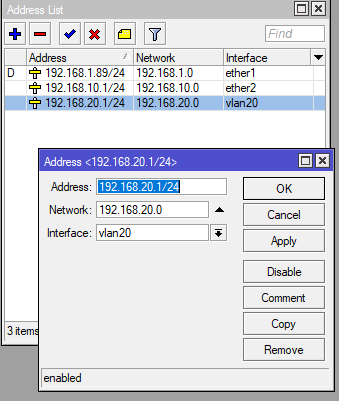 Address List
Find
Address Network Interface
D 192.168.1.89/24 192.168.1.0 ether1
192.168.10.1/24 192.168.10.0 ether2
192.168.20.1/24 192.168.20.0 vlan20
Address <192.168.20.1/24>
Address: 192.168.20.1/24 OK
Network: 192.168.20.0 Cancel
Interface: vlan20 Apply
Disable
Comment
Copy
Remove
3 items
enabled